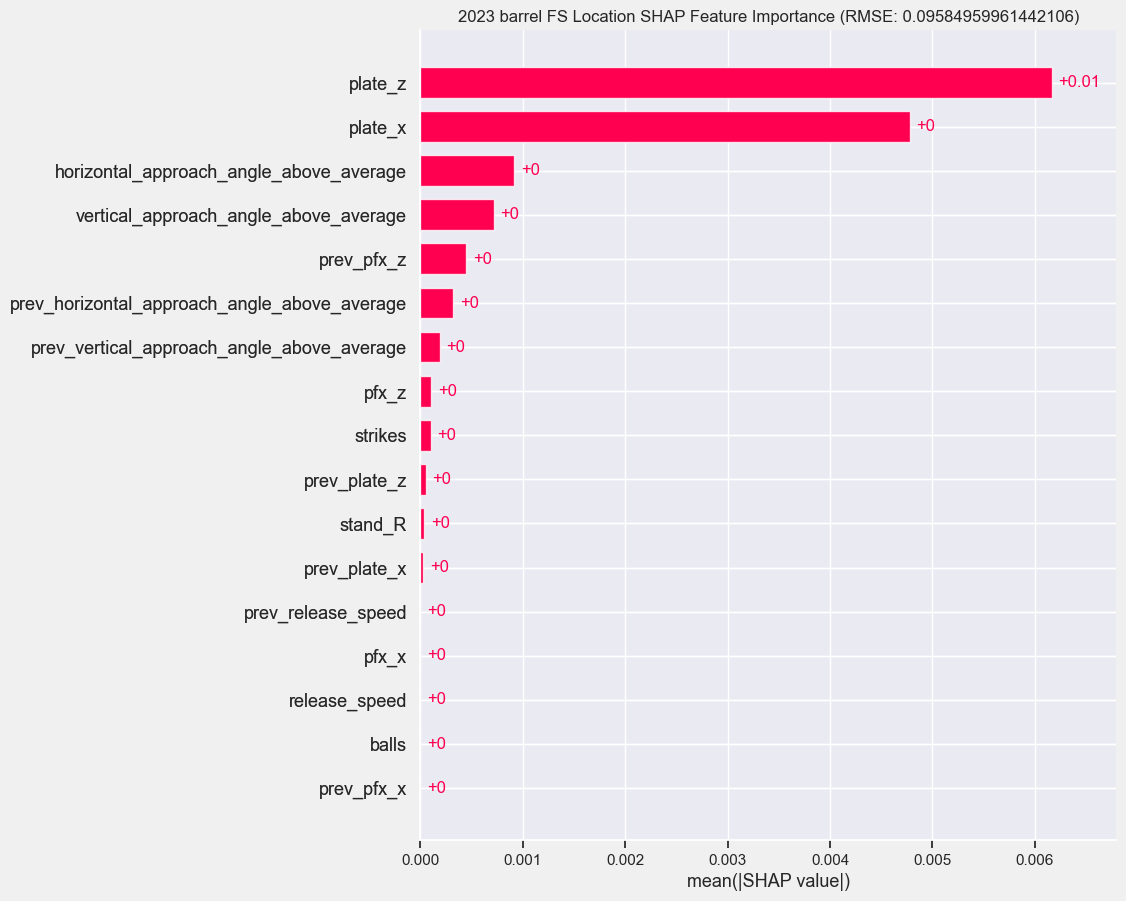 2023 barrel FS Location SHAP Feature Importance (RMSE: 0.09584959961442106)
plate_z +0.01
plate_x +0
horizontal_approach_angle_above_average +0
vertical_approach_angle_above_average +0
prev_pfx_z +0
prev_horizontal_approach_angle_above_average +0
prev_vertical_approach_angle_above_average +0
pfx_z +0
strikes +0
prev_plate_z +0
stand_R +0
prev_plate_x +0
prev_release_speed +0
pfx_x +0
release_speed +0
balls +0
prev_pfx_x +0
0.000 0.001 0.002 0.003 0.004 0.005 0.006
mean(|SHAP value|)